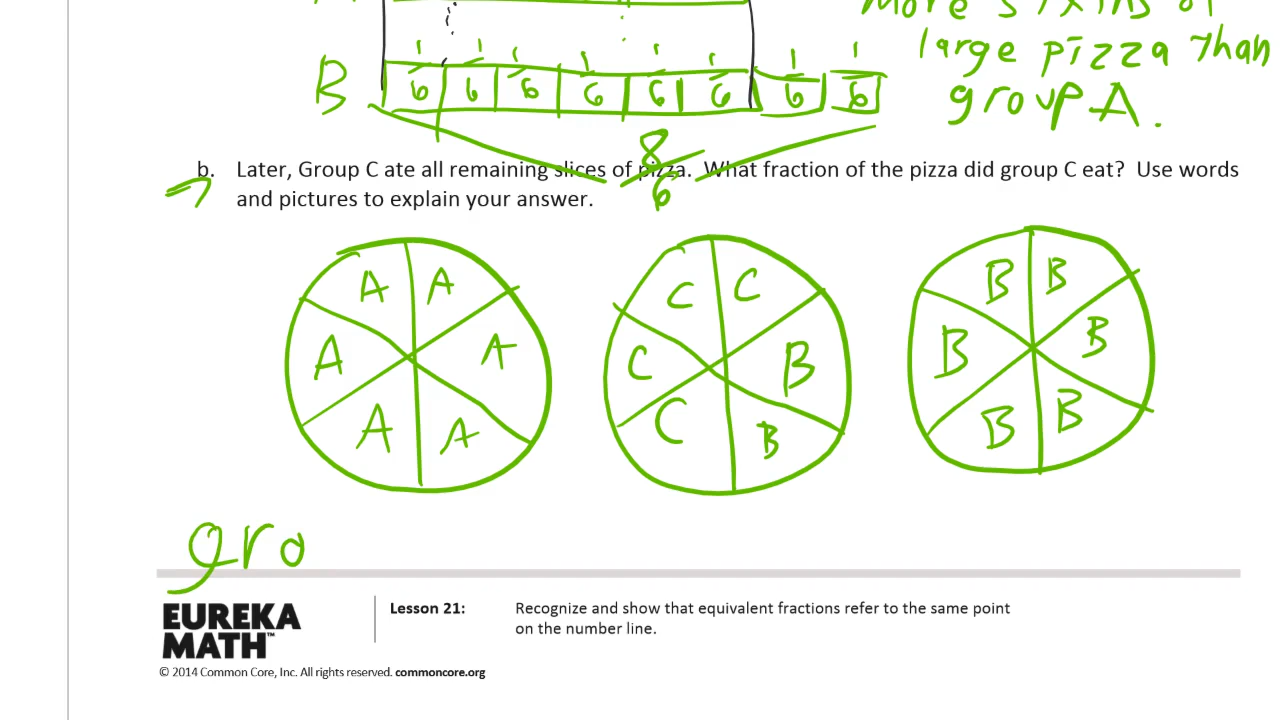 more sixths of
large pizza than
group A.
B
1/6 1/6 1/6 1/6 1/6 1/6 1/6 1/6
8/6
b. Later, Group C ate all remaining slices of pizza. What fraction of the pizza did group C eat? Use words
and pictures to explain your answer.
A A C C B B
A A C B B B
A A C B B B
gro
EUREKA
MATH™
Lesson 21: Recognize and show that equivalent fractions refer to the same point
on the number line.
© 2014 Common Core, Inc. All rights reserved. commoncore.org